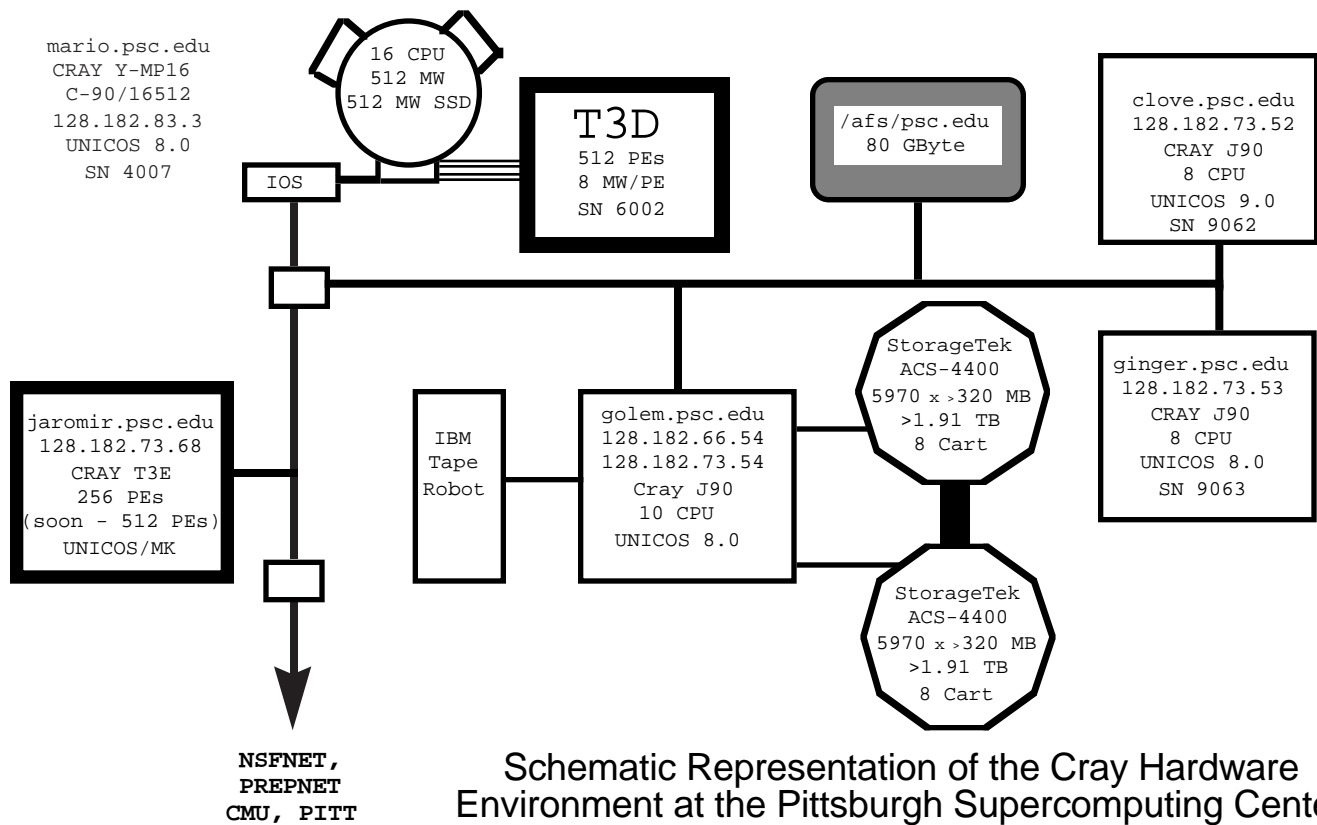 mario.psc.edu
CRAY Y-MP16
C-90/16512
128.182.83.3
UNICOS 8.0
SN 4007
16 CPU
512 MW
512 MW SSD
IOS
T3D
512 PEs
8 MW/PE
SN 6002
/afs/psc.edu
80 GByte
clove.psc.edu
128.182.73.52
CRAY J90
8 CPU
UNICOS 9.0
SN 9062
jaromir.psc.edu
128.182.73.68
CRAY T3E
256 PEs
(soon - 512 PEs)
UNICOS/MK
IBM
Tape
Robot
golem.psc.edu
128.182.66.54
128.182.73.54
Cray J90
10 CPU
UNICOS 8.0
StorageTek
ACS-4400
5970 x >320 MB
>1.91 TB
8 Cart
ginger.psc.edu
128.182.73.53
CRAY J90
8 CPU
UNICOS 8.0
SN 9063
StorageTek
ACS-4400
5970 x >320 MB
>1.91 TB
8 Cart
NSFNET,
PREPNET
CMU, PITT
Schematic Representation of the Cray Hardware
Environment at the Pittsburgh Supercomputing Cente